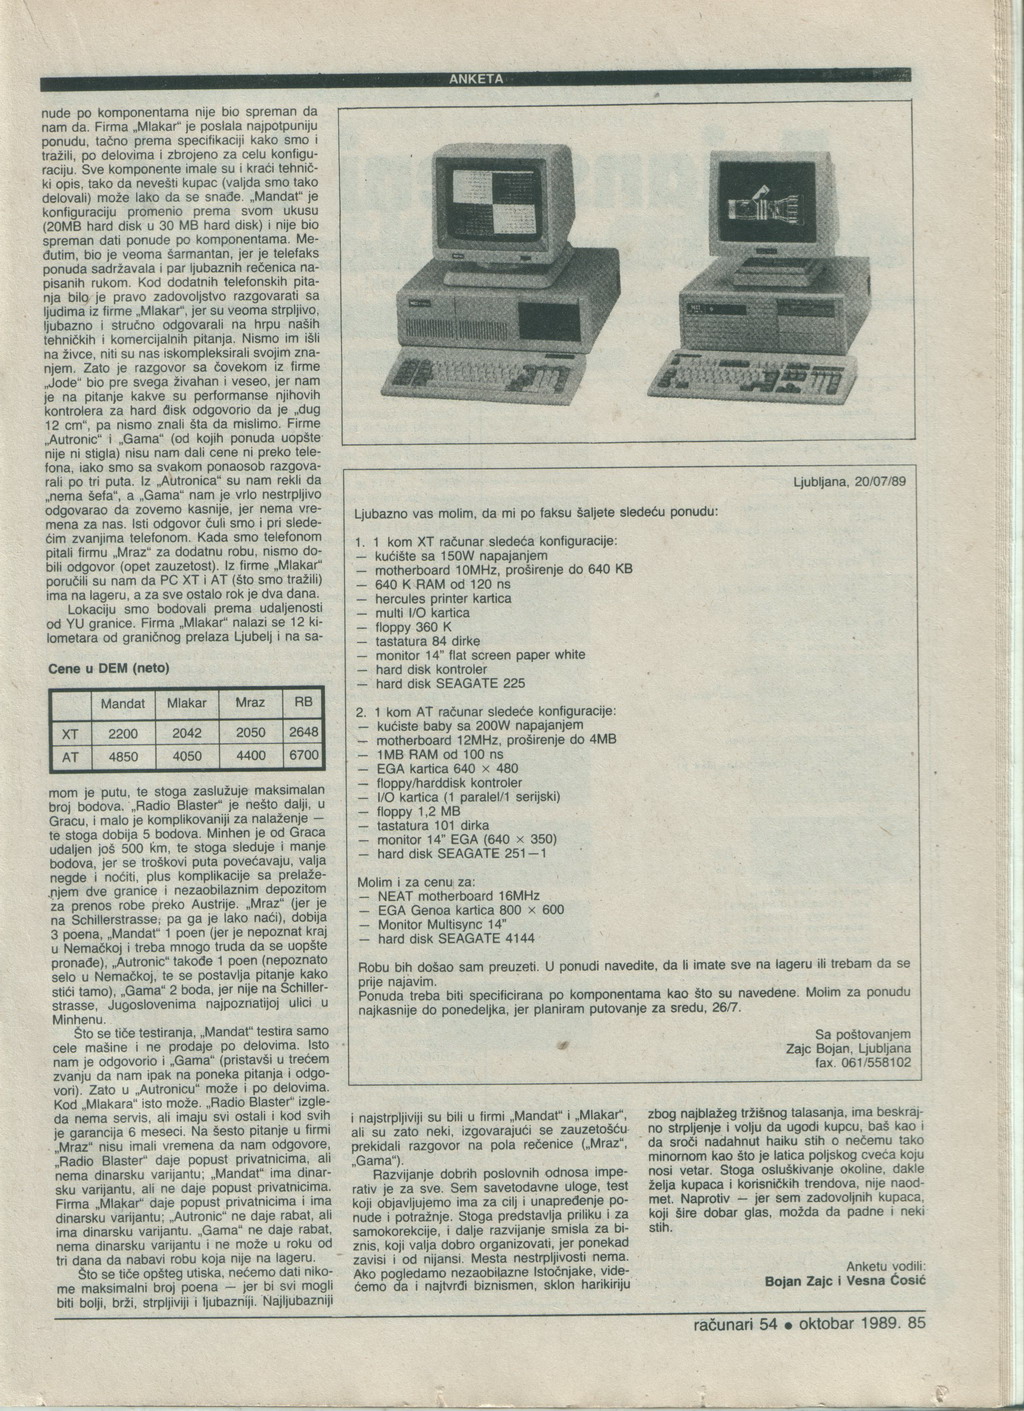 ANKETA
nude po komponentama nije bio spreman da
nam da. Firma „Mlakar“ je poslala najpotpuniju
ponudu, tačno prema specifikaciji kako smo i
tražili, po delovima i zbrojeno za celu konfigu-
raciju. Sve komponente imale su i kraći tehnič-
ki opis, tako da nevešti kupac (valjda smo tako
delovali) može lako da se snađe. „Mandat“ je
konfiguraciju promenio prema svom ukusu
(20MB hard disk u 30 MB hard disk) i nije bio
spreman dati ponude po komponentama. Me-
đutim, bio je veoma šarmantan, jer je telefaks
ponuda sadržavala i par ljubaznih rečenica na-
pisanih rukom. Kod dodatnih telefonskih pita-
nja bilo je pravo zadovoljstvo razgovarati sa
ljudima iz firme „Mlakar“, jer su veoma strpljivo,
ljubazno i stručno odgovarali na hrpu naših
tehničkih i komercijalnih pitanja. Nismo im išli
na živce, niti su nas iskompleksirali svojim zna-
njem. Zato je razgovor sa čovekom iz firme
„Jode“ bio pre svega živahan i veseo, jer nam
je na pitanje kakve su performanse njihovih
kontrolera za hard disk odgovorio da je „dug
12 cm“, pa nismo znali šta da mislimo. Firme
„Autronic“ i „Gama“ (od kojih ponuda uopšte
nije ni stigla) nisu nam dali cene ni preko tele-
fona, iako smo sa svakom ponaosob razgova-
rali po tri puta. Iz „Autronica“ su nam rekli da
„nema šefa“, a „Gama“ nam je vrlo nestrpljivo
odgovarao da zovemo kasnije, jer nema vre-
mena za nas. Isti odgovor čuli smo i pri slede-
ćim zvanjima telefonom. Kada smo telefonom
pitali firmu „Mraz“ za dodatnu robu, nismo do-
bili odgovor (opet zauzetost). Iz firme „Mlakar“
poručili su nam da PC XT i AT (što smo tražili)
ima na lageru, a za sve ostalo rok je dva dana.
Lokaciju smo bodovali prema udaljenosti
od YU granice. Firma „Mlakar“ nalazi se 12 ki-
lometara od graničnog prelaza Ljubelj i na sa-
Cene u DEM (neto)
Mandat Mlakar Mraz RB
XT 2200 2042 2050 2648
AT 4850 4050 4400 6700
mom je putu, te stoga zaslužuje maksimalan
broj bodova. „Radio Blaster“ je nešto dalji, u
Gracu, i malo je komplikovaniji za nalaženje —
te stoga dobija 5 bodova. Minhen je od Graca
udaljen još 500 km, te stoga sleduje i manje
bodova, jer se troškovi puta povećavaju, valja
negde i noćiti, plus komplikacije sa prelaže-
njem dve granice i nezaobilaznim depozitom
za prenos robe preko Austrije. „Mraz“ (jer je
na Schillerstrasse, pa ga je lako naći), dobija
3 poena, „Mandat“ 1 poen (jer je nepoznat kraj
u Nemačkoj i treba mnogo truda da se uopšte
pronađe), „Autronic“ takođe 1 poen (nepoznato
selo u Nemačkoj, te se postavlja pitanje kako
stići tamo), „Gama“ 2 boda, jer nije na Schiller-
strasse, Jugoslovenima najpoznatijoj ulici u
Minhenu.
Što se tiče testiranja, „Mandat“ testira samo
cele mašine i ne prodaje po delovima. Isto
nam je odgovorio i „Gama“ (pristavši u trećem
zvanju da nam ipak na poneka pitanja i odgo-
vori). Zato u „Autronicu“ može i po delovima.
Kod „Mlakara“ isto može. „Radio Blaster“ izgle-
da nema servis, ali imaju svi ostali i kod svih
je garancija 6 meseci. Na šesto pitanje u firmi
„Mraz“ nisu imali vremena da nam odgovore,
„Radio Blaster“ daje popust privatnicima, ali
nema dinarsku varijantu; „Mandat“ ima dinar-
sku varijantu, ali ne daje popust privatnicima.
Firma „Mlakar“ daje popust privatnicima i ima
dinarsku varijantu; „Autronic“ ne daje rabat, ali
ima dinarsku varijantu. „Gama“ ne daje rabat,
nema dinarsku varijantu i ne može u roku od
tri dana da nabavi robu koja nije na lageru.
Što se tiče opšteg utiska, nećemo dati niko-
me maksimalni broj poena — jer bi svi mogli
biti bolji, brži, strpljiviji i ljubazniji. Najljubazniji
Ljubljana, 20/07/89
Ljubazno vas molim, da mi po faksu šaljete sledeću ponudu:
1. 1 kom XT računar sledeća konfiguracije:
— kućište sa 150W napajanjem
— motherboard 10MHz, proširenje do 640 KB
— 640 K RAM od 120 ns
— hercules printer kartica
— multi I/O kartica
— floppy 360 K
— tastatura 84 dirke
— monitor 14" flat screen paper white
— hard disk kontroler
— hard disk SEAGATE 225
2. 1 kom AT računar sledeće konfiguracije:
— kućiste baby sa 200W napajanjem
— motherboard 12MHz, proširenje do 4MB
— 1MB RAM od 100 ns
— EGA kartica 640 × 480
— floppy/harddisk kontroler
— I/O kartica (1 paralel/1 serijski)
— floppy 1,2 MB
— tastatura 101 dirka
— monitor 14" EGA (640 × 350)
— hard disk SEAGATE 251—1
Molim i za cenu za:
— NEAT motherboard 16MHz
— EGA Genoa kartica 800 × 600
— Monitor Multisync 14"
— hard disk SEAGATE 4144
Robu bih došao sam preuzeti. U ponudi navedite, da li imate sve na lageru ili trebam da se
prije najavim.
Ponuda treba biti specificirana po komponentama kao što su navedene. Molim za ponudu
najkasnije do ponedeljka, jer planiram putovanje za sredu, 26/7.
Sa poštovanjem
Zajc Bojan, Ljubljana
fax. 061/558102
i najstrpljiviji su bili u firmi „Mandat“ i „Mlakar“,
ali su zato neki, izgovarajući se zauzetošću
prekidali razgovor na pola rečenice („Mraz“,
„Gama“).
Razvijanje dobrih poslovnih odnosa impe-
rativ je za sve. Sem savetodavne uloge, test
koji objavljujemo ima za cilj i unapređenje po-
nude i potražnje. Stoga predstavlja priliku i za
samokorekcije, i dalje razvijanje smisla za bi-
znis, koji valja dobro organizovati, jer ponekad
zavisi i od nijansi. Mesta nestrpljivosti nema.
Ako pogledamo nezaobilazne Istočnjake, vide-
ćemo da i najtvrđi biznismen, sklon harikiriju
zbog najblažeg tržišnog talasanja, ima beskraj-
no strpljenje i volju da ugodi kupcu, baš kao i
da sroči nadahnut haiku stih o nečemu tako
minornom kao što je latica poljskog cveća koju
nosi vetar. Stoga osluškivanje okoline, dakle
želja kupaca i korisničkih trendova, nije naod-
met. Naprotiv — jer sem zadovoljnih kupaca,
koji šire dobar glas, možda da padne i neki
stih.
Anketu vodili:
Bojan Zajc i Vesna Ćosić
računari 54 • oktobar 1989. 85